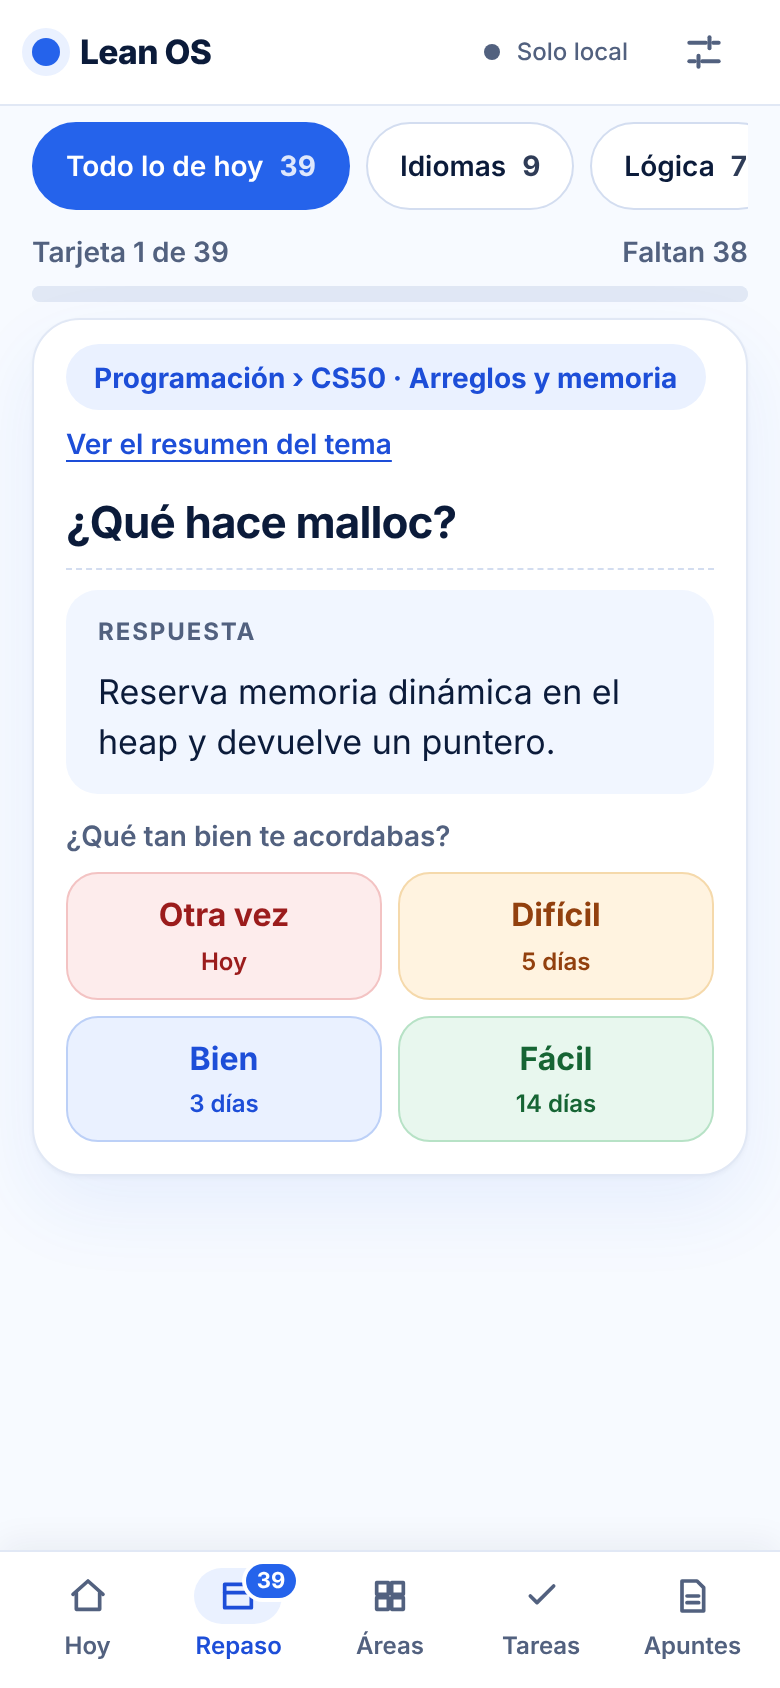 Lean OS
Solo local
Todo lo de hoy 39
Idiomas 9
Lógica 7
Tarjeta 1 de 39
Faltan 38
Programación › CS50 · Arreglos y memoria
Ver el resumen del tema
¿Qué hace malloc?
RESPUESTA
Reserva memoria dinámica en el
heap y devuelve un puntero.
¿Qué tan bien te acordabas?
Otra vez
Hoy
Difícil
5 días
Bien
3 días
Fácil
14 días
39
Hoy
Repaso
Áreas
Tareas
Apuntes